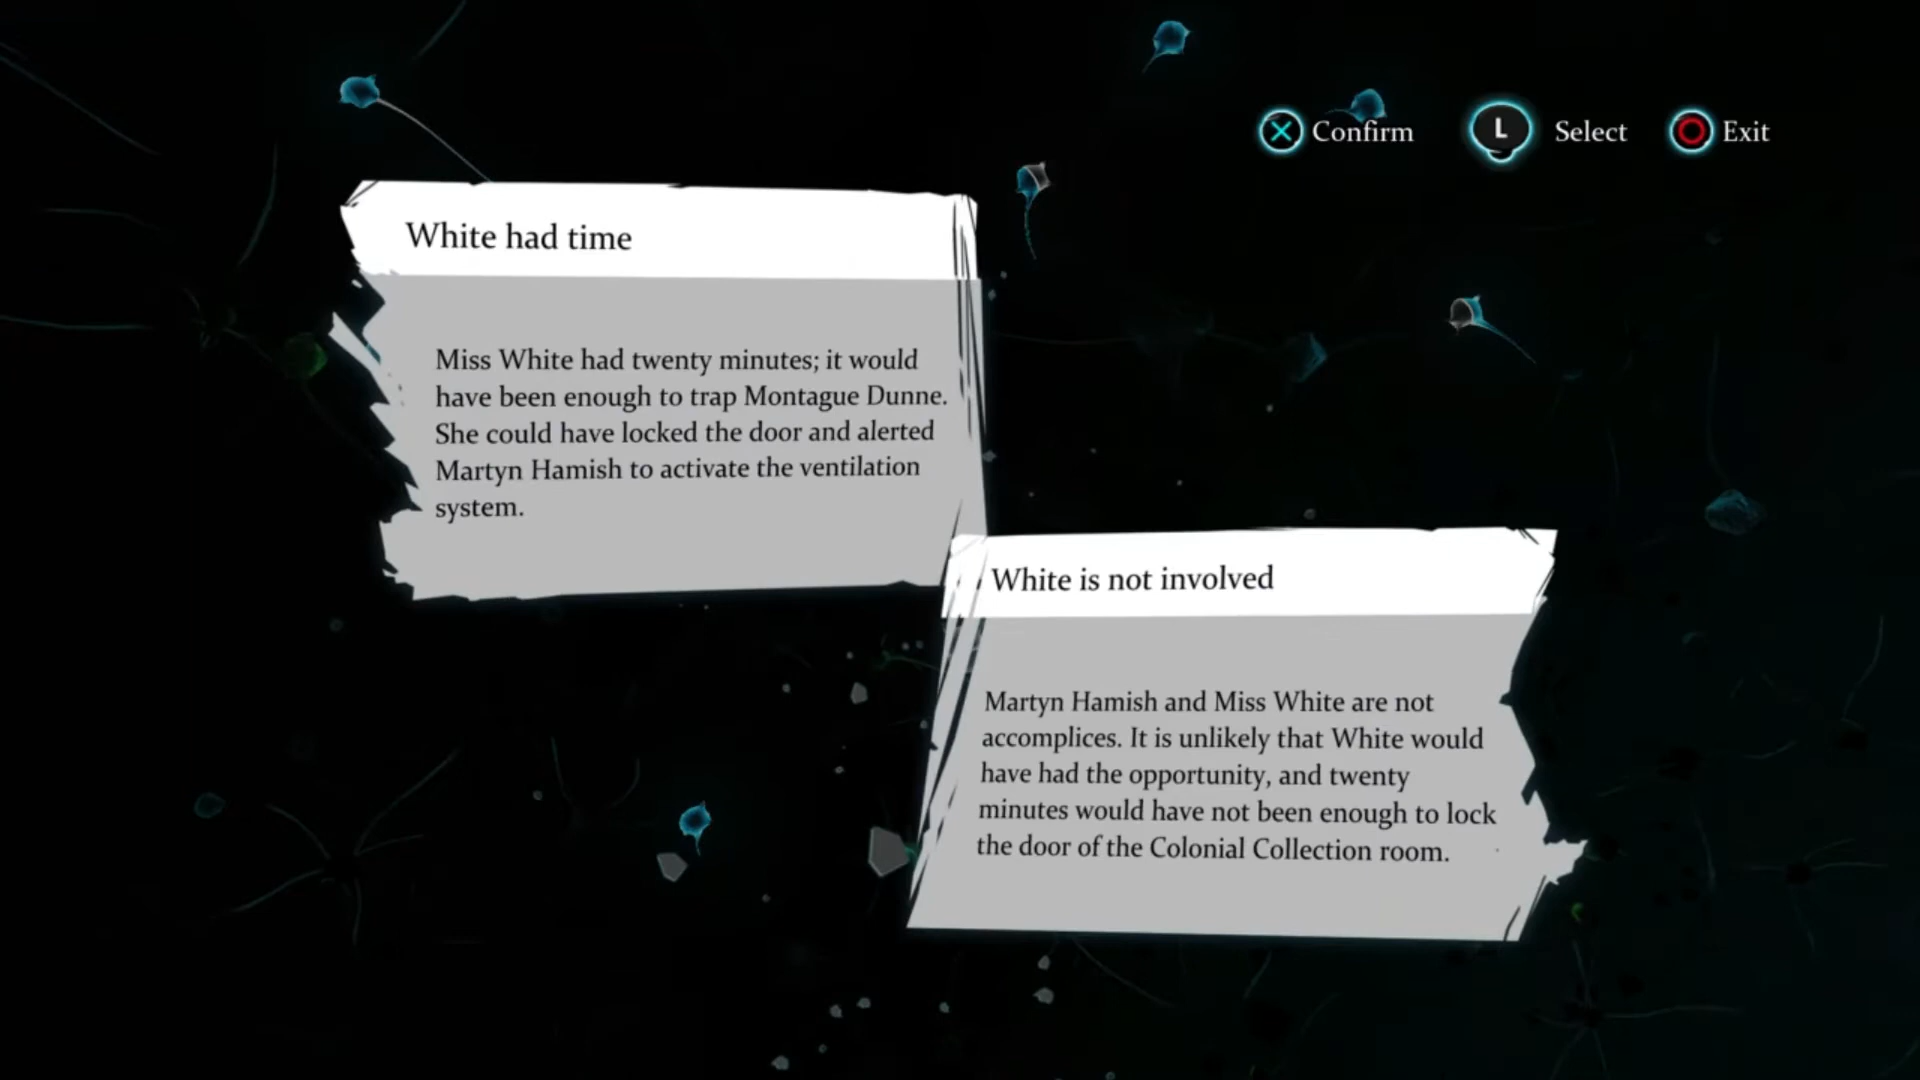 Confirm
L
Select
Exit
White had time
Miss White had twenty minutes; it would
have been enough to trap Montague Dunne.
She could have locked the door and alerted
Martyn Hamish to activate the ventilation
system.
White is not involved
Martyn Hamish and Miss White are not
accomplices. It is unlikely that White would
have had the opportunity, and twenty
minutes would have not been enough to lock
the door of the Colonial Collection room.